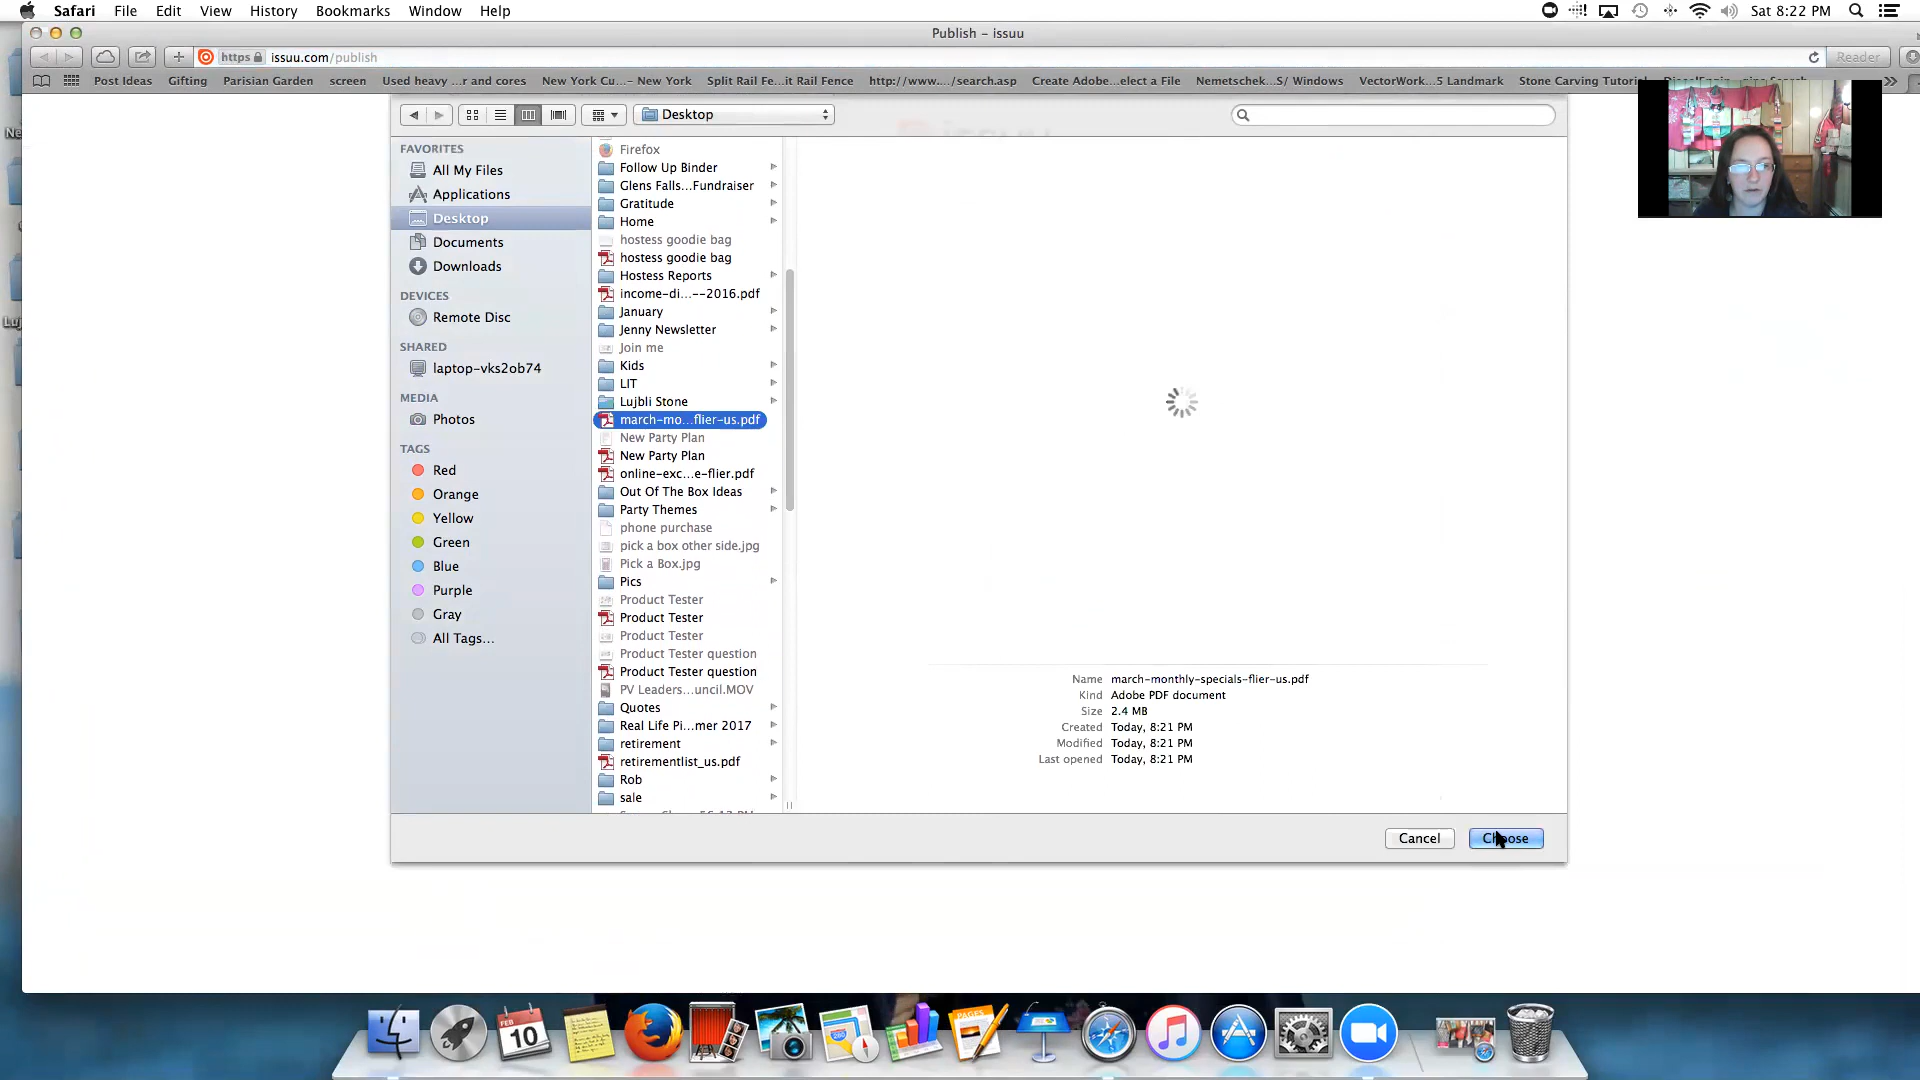 Safari File Edit View History Bookmarks Window Help Sat 8:22 PM
Publish – issuu
https issuu.com/publish Reader
Post Ideas Gifting Parisian Garden screen Used heavy ...r and cores New York Cu...– New York Split Rail Fe...it Rail Fence http://www..../search.asp Create Adobe...elect a File Nemetschek...S/ Windows VectorWork...5 Landmark Stone Carving Tutorial
Desktop
FAVORITES
All My Files
Applications
Desktop
Documents
Downloads
DEVICES
Remote Disc
SHARED
laptop-vks2ob74
MEDIA
Photos
TAGS
Red
Orange
Yellow
Green
Blue
Purple
Gray
All Tags...
Firefox
Follow Up Binder
Glens Falls...Fundraiser
Gratitude
Home
hostess goodie bag
hostess goodie bag
Hostess Reports
income-di...--2016.pdf
January
Jenny Newsletter
Join me
Kids
LIT
Lujbli Stone
march-mo...flier-us.pdf
New Party Plan
New Party Plan
online-exc...e-flier.pdf
Out Of The Box Ideas
Party Themes
phone purchase
pick a box other side.jpg
Pick a Box.jpg
Pics
Product Tester
Product Tester
Product Tester
Product Tester question
Product Tester question
PV Leaders...uncil.MOV
Quotes
Real Life Pi...mer 2017
retirement
retirementlist_us.pdf
Rob
sale
Name march-monthly-specials-flier-us.pdf
Kind Adobe PDF document
Size 2.4 MB
Created Today, 8:21 PM
Modified Today, 8:21 PM
Last opened Today, 8:21 PM
Cancel Choose
FEB
10
PAGES